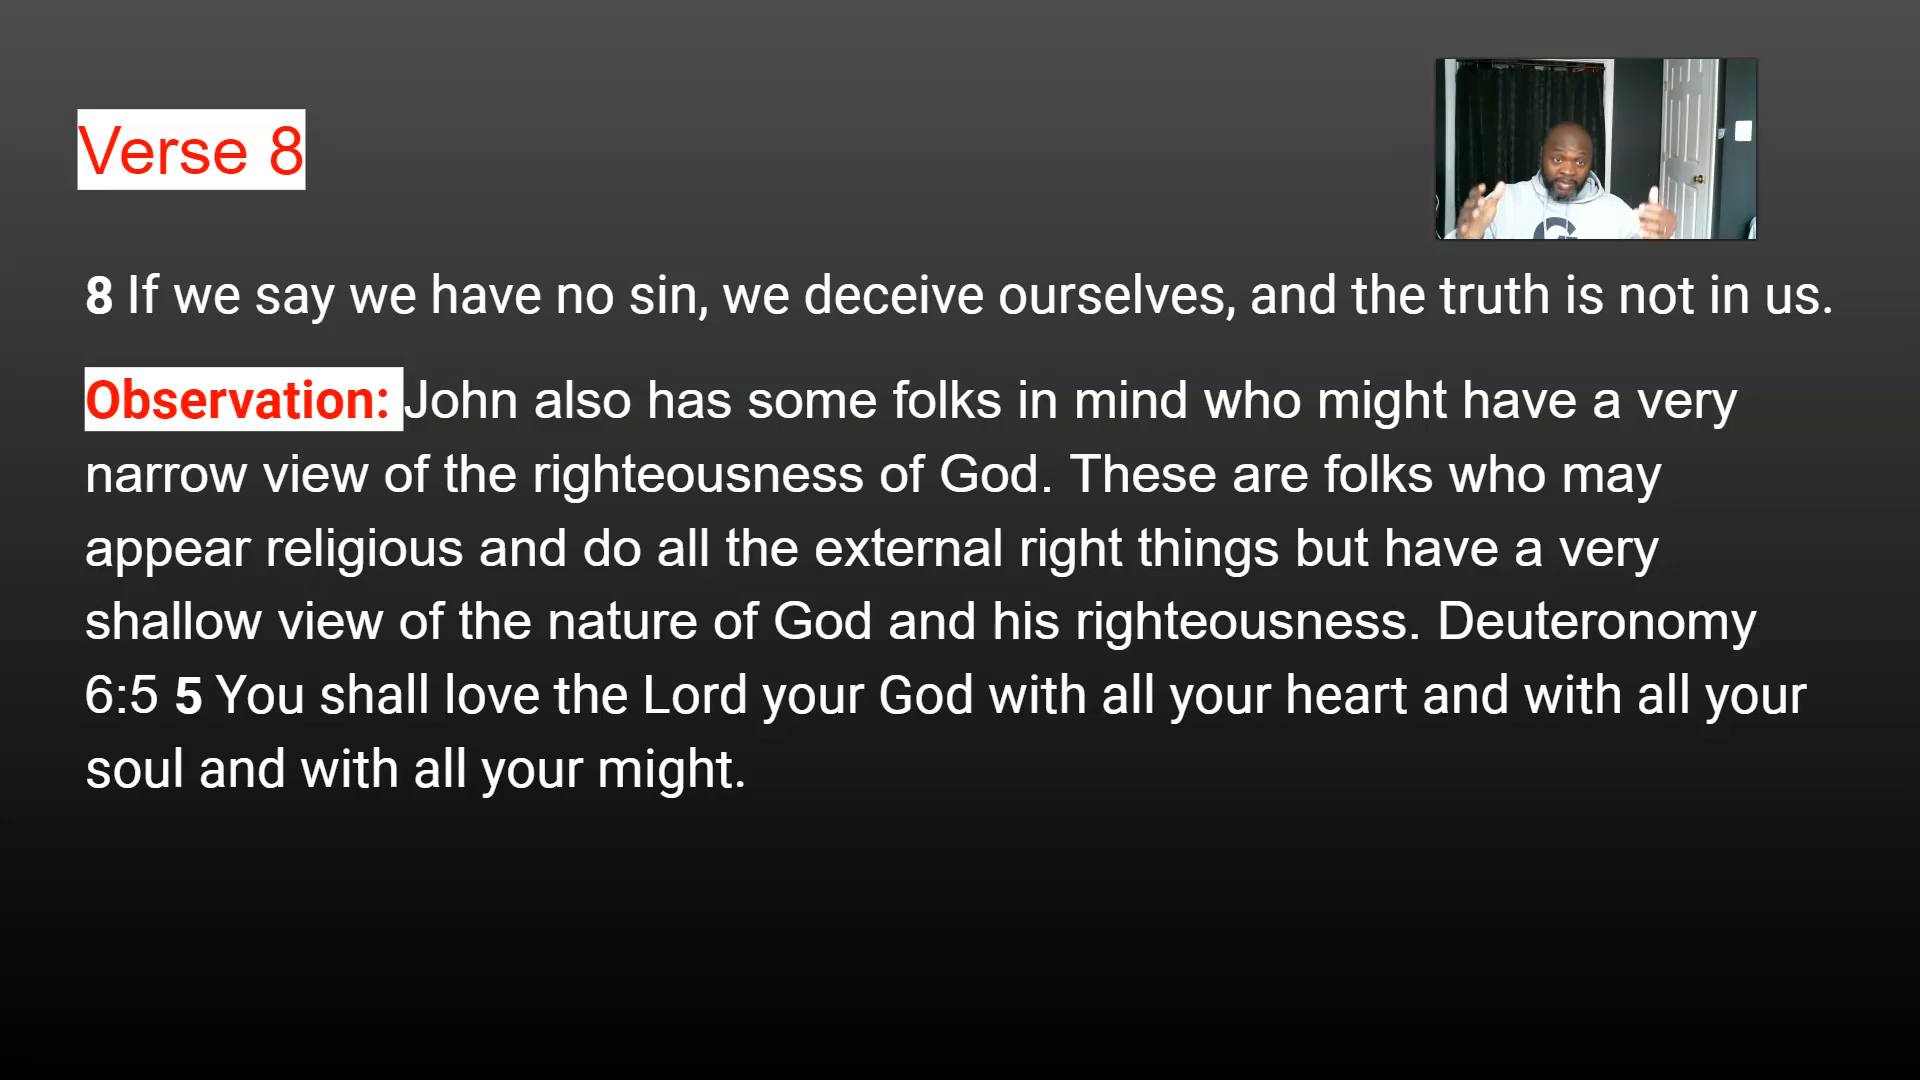 Verse 8
8 If we say we have no sin, we deceive ourselves, and the truth is not in us.
Observation: John also has some folks in mind who might have a very
narrow view of the righteousness of God. These are folks who may
appear religious and do all the external right things but have a very
shallow view of the nature of God and his righteousness. Deuteronomy
6:5 5 You shall love the Lord your God with all your heart and with all your
soul and with all your might.